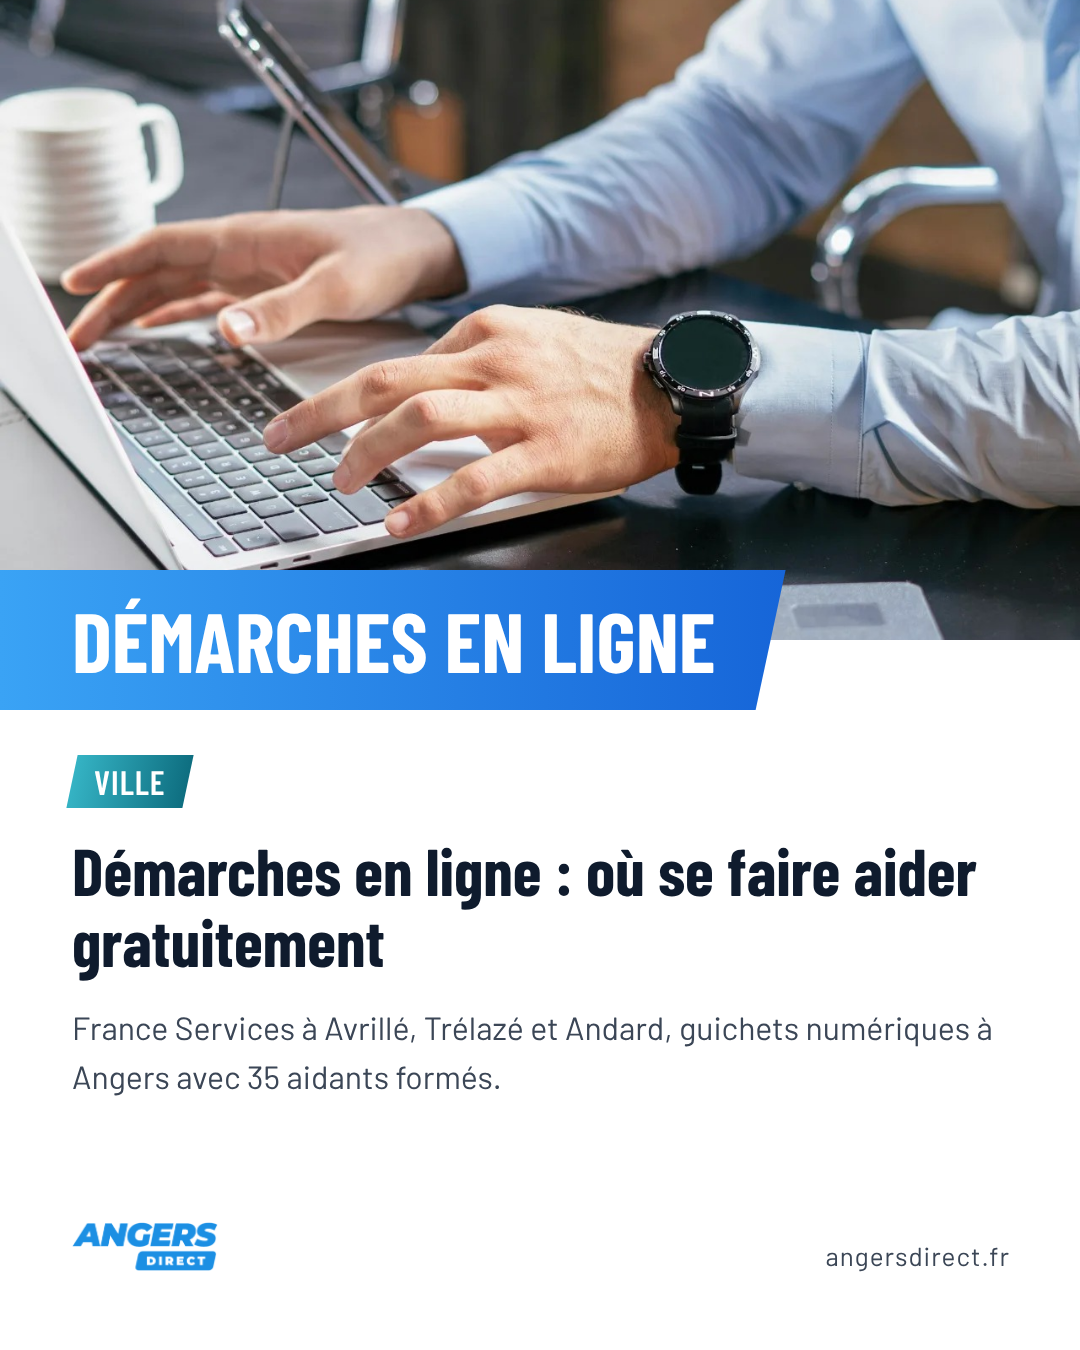 DÉMARCHES EN LIGNE
VILLE
Démarches en ligne : où se faire aider
gratuitement
France Services à Avrillé, Trélazé et Andard, guichets numériques à
Angers avec 35 aidants formés.
ANGERS
DIRECT
angersdirect.fr